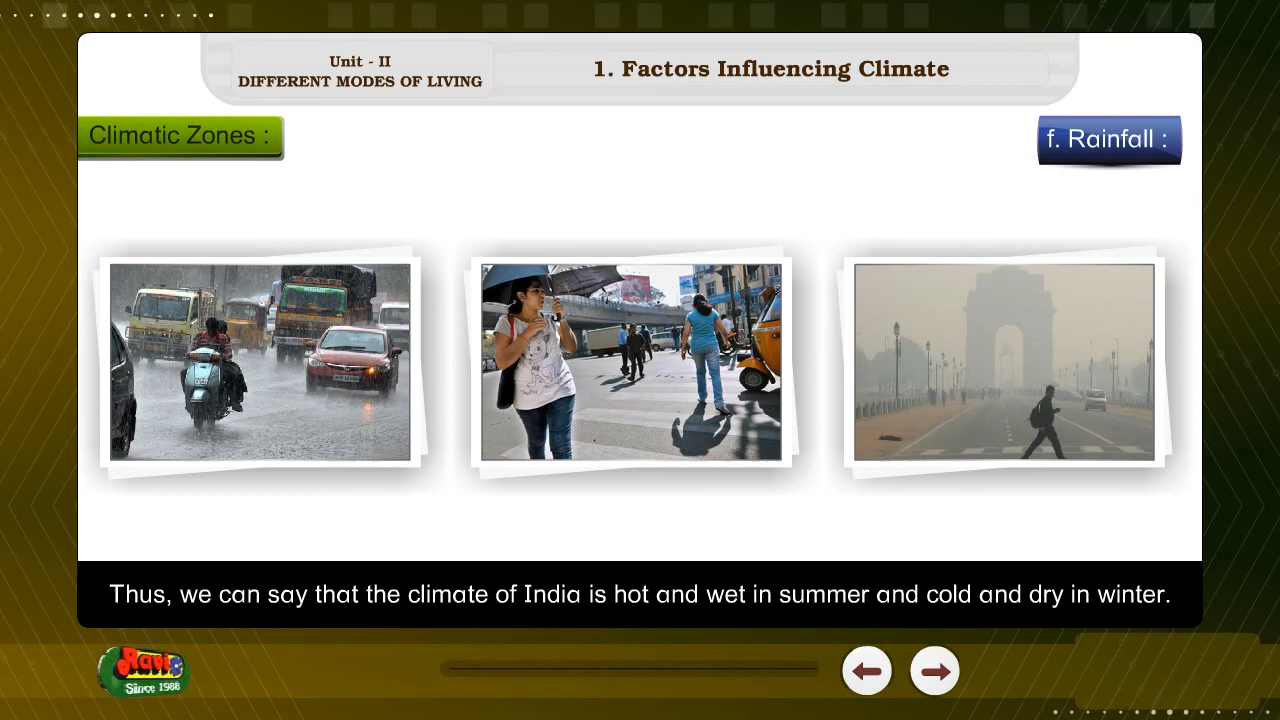 Unit - II
DIFFERENT MODES OF LIVING
1. Factors Influencing Climate
Climatic Zones :
f. Rainfall :
Thus, we can say that the climate of India is hot and wet in summer and cold and dry in winter.
Ravi
Since 1988